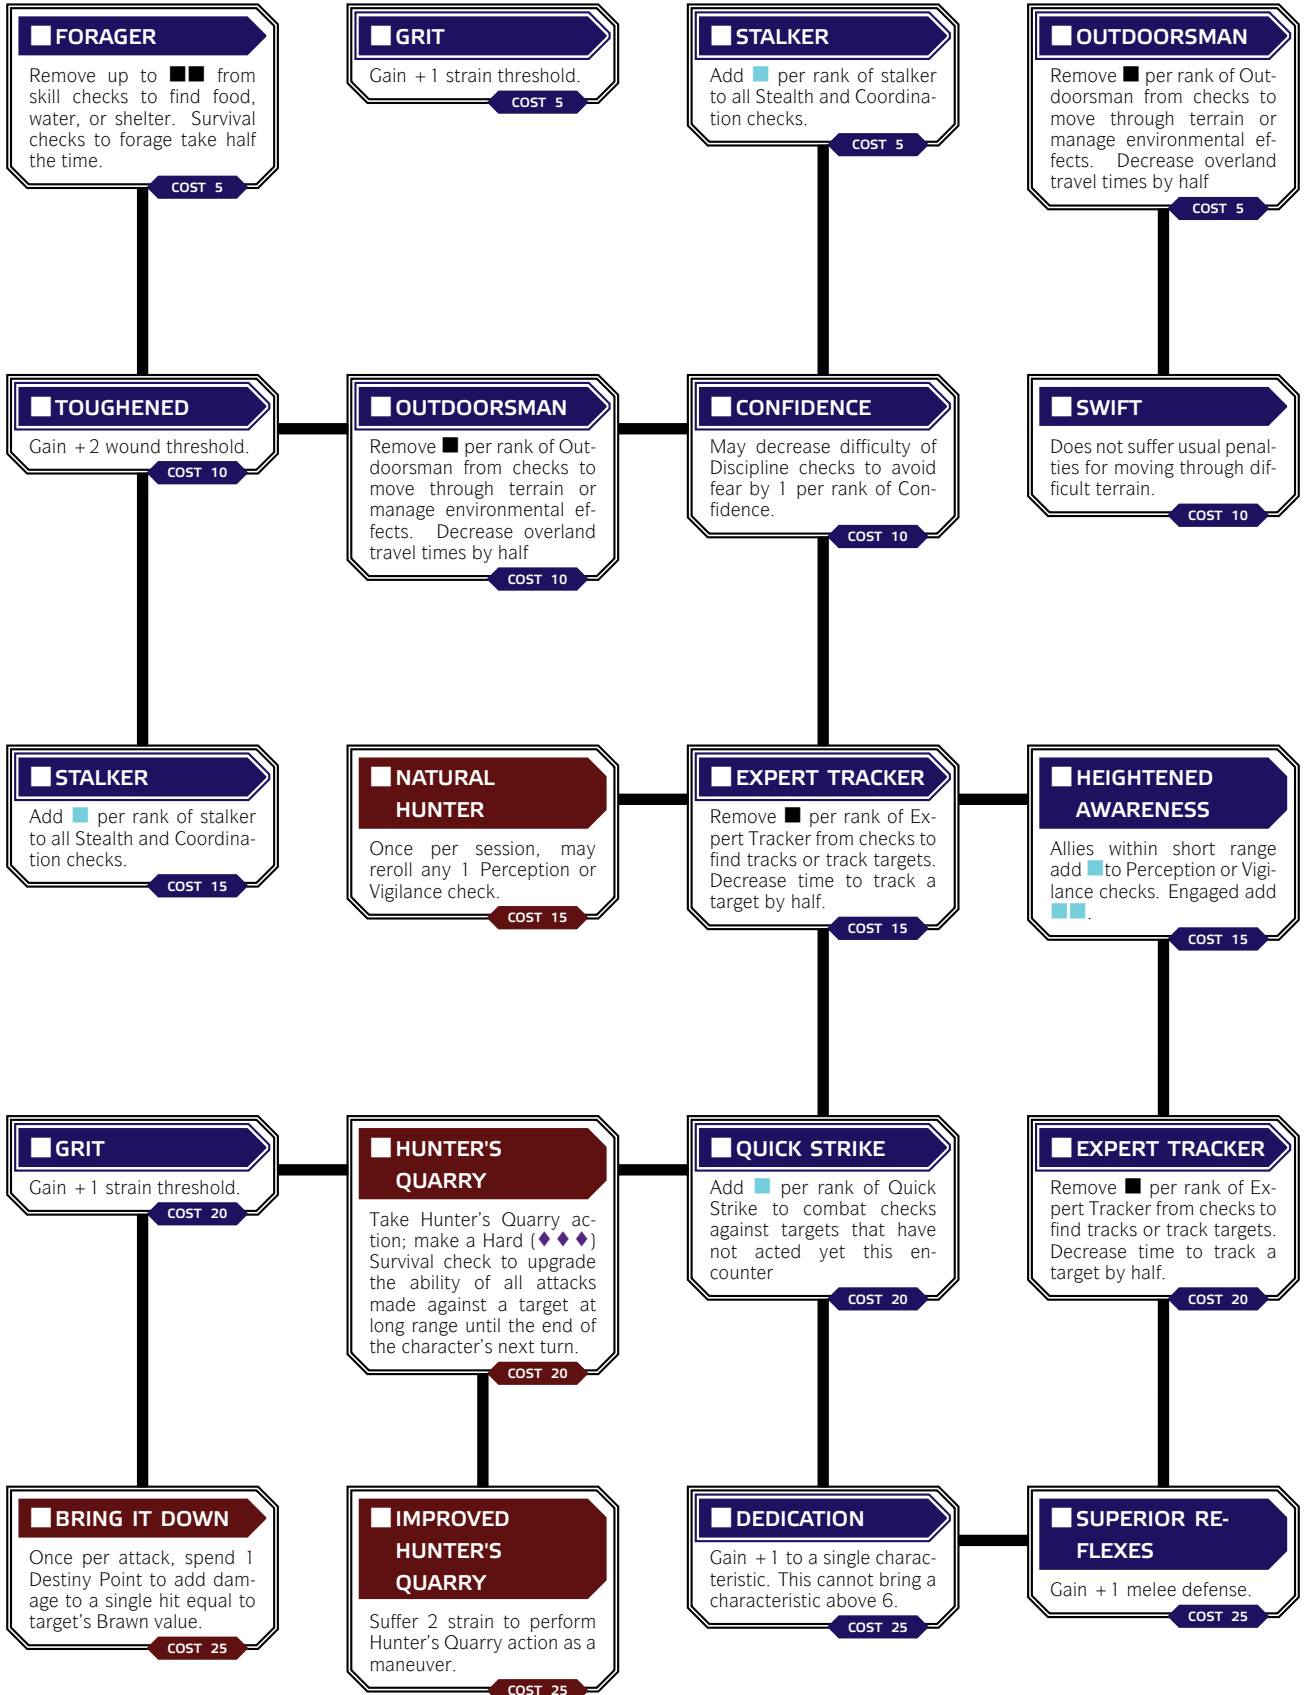 FORAGER
Remove up to ■■ from
skill checks to find food,
water, or shelter. Survival
checks to forage take half
the time.
COST 5
GRIT
Gain +1 strain threshold.
COST 5
STALKER
Add ■ per rank of stalker
to all Stealth and Coordina-
tion checks.
COST 5
OUTDOORSMAN
Remove ■ per rank of Out-
doorsman from checks to
move through terrain or
manage environmental ef-
fects. Decrease overland
travel times by half
COST 5
TOUGHENED
Gain +2 wound threshold.
COST 10
OUTDOORSMAN
Remove ■ per rank of Out-
doorsman from checks to
move through terrain or
manage environmental ef-
fects. Decrease overland
travel times by half
COST 10
CONFIDENCE
May decrease difficulty of
Discipline checks to avoid
fear by 1 per rank of Con-
fidence.
COST 10
SWIFT
Does not suffer usual penal-
ties for moving through dif-
ficult terrain.
COST 10
STALKER
Add ■ per rank of stalker
to all Stealth and Coordina-
tion checks.
COST 15
NATURAL
HUNTER
Once per session, may
reroll any 1 Perception or
Vigilance check.
COST 15
EXPERT TRACKER
Remove ■ per rank of Ex-
pert Tracker from checks to
find tracks or track targets.
Decrease time to track a
target by half.
COST 15
HEIGHTENED
AWARENESS
Allies within short range
add ■ to Perception or Vigi-
lance checks. Engaged add
■■.
COST 15
GRIT
Gain +1 strain threshold.
COST 20
HUNTER'S
QUARRY
Take Hunter's Quarry ac-
tion; make a Hard (♦♦♦)
Survival check to upgrade
the ability of all attacks
made against a target at
long range until the end of
the character's next turn.
COST 20
QUICK STRIKE
Add ■ per rank of Quick
Strike to combat checks
against targets that have
not acted yet this en-
counter
COST 20
EXPERT TRACKER
Remove ■ per rank of Ex-
pert Tracker from checks to
find tracks or track targets.
Decrease time to track a
target by half.
COST 20
BRING IT DOWN
Once per attack, spend 1
Destiny Point to add dam-
age to a single hit equal to
target's Brawn value.
COST 25
IMPROVED
HUNTER'S
QUARRY
Suffer 2 strain to perform
Hunter's Quarry action as a
maneuver.
COST 25
DEDICATION
Gain +1 to a single charac-
teristic. This cannot bring a
characteristic above 6.
COST 25
SUPERIOR RE-
FLEXES
Gain +1 melee defense.
COST 25